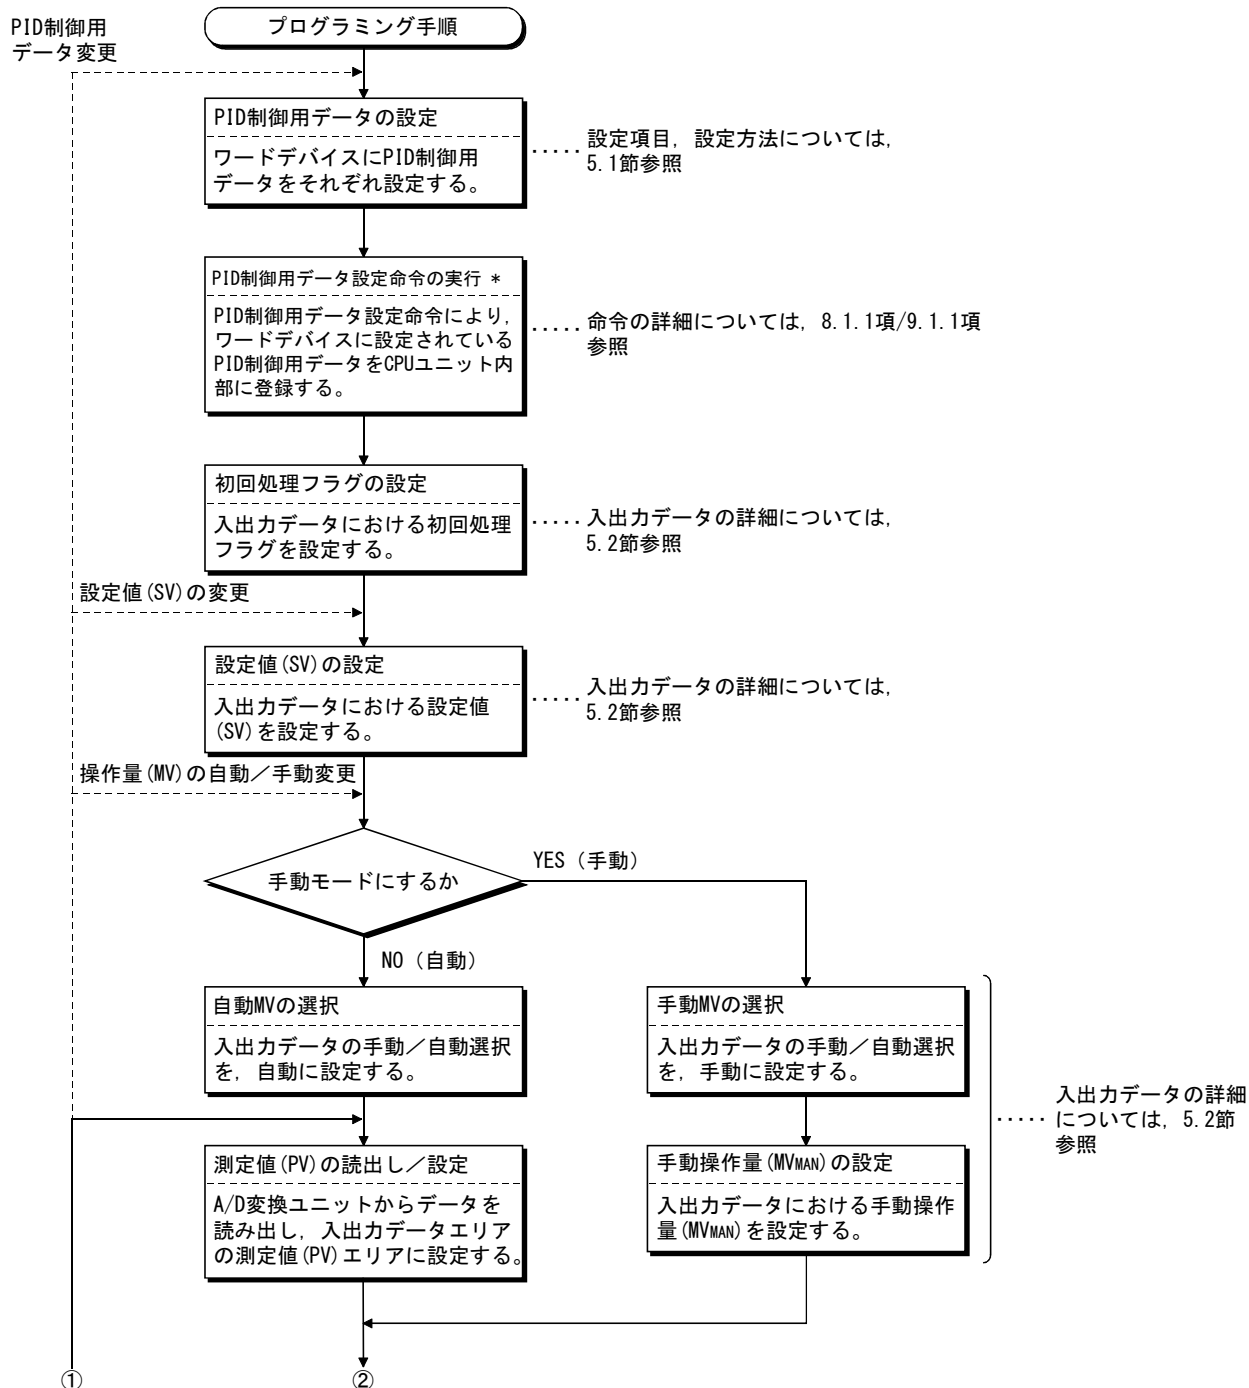 PID制御用
データ変更
プログラミング手順
PID制御用データの設定
ワードデバイスにPID制御用
データをそれぞれ設定する。
‥‥‥ 設定項目，設定方法については，
5.1節参照
PID制御用データ設定命令の実行 *
PID制御用データ設定命令により，
ワードデバイスに設定されている
PID制御用データをCPUユニット内
部に登録する。
‥‥‥ 命令の詳細については，8.1.1項/9.1.1項
参照
初回処理フラグの設定
入出力データにおける初回処理
フラグを設定する。
‥‥‥ 入出力データの詳細については，
5.2節参照
設定値(SV)の変更
設定値(SV)の設定
入出力データにおける設定値
(SV)を設定する。
‥‥‥ 入出力データの詳細については，
5.2節参照
操作量(MV)の自動／手動変更
手動モードにするか
YES（手動）
NO（自動）
自動MVの選択
入出力データの手動／自動選択
を，自動に設定する。
手動MVの選択
入出力データの手動／自動選択
を，手動に設定する。
測定値(PV)の読出し／設定
A/D変換ユニットからデータを
読み出し，入出力データエリア
の測定値(PV)エリアに設定する。
手動操作量(MVMAN)の設定
入出力データにおける手動操作
量(MVMAN)を設定する。
入出力データの詳細
‥‥‥ については，5.2節
参照
①
②